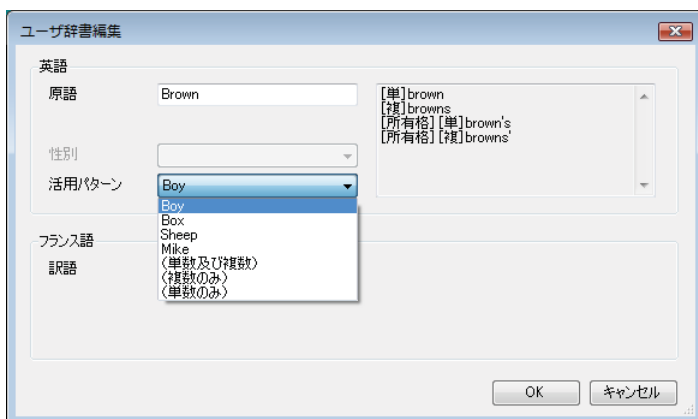 ユーザ辞書編集
英語
原語 Brown
[単]brown
[複]browns
[所有格][単]brown's
[所有格][複]browns'
性別
活用パターン Boy
Boy
Box
Sheep
Mike
(単数及び複数)
(複数のみ)
(単数のみ)
フランス語
訳語
OK キャンセル